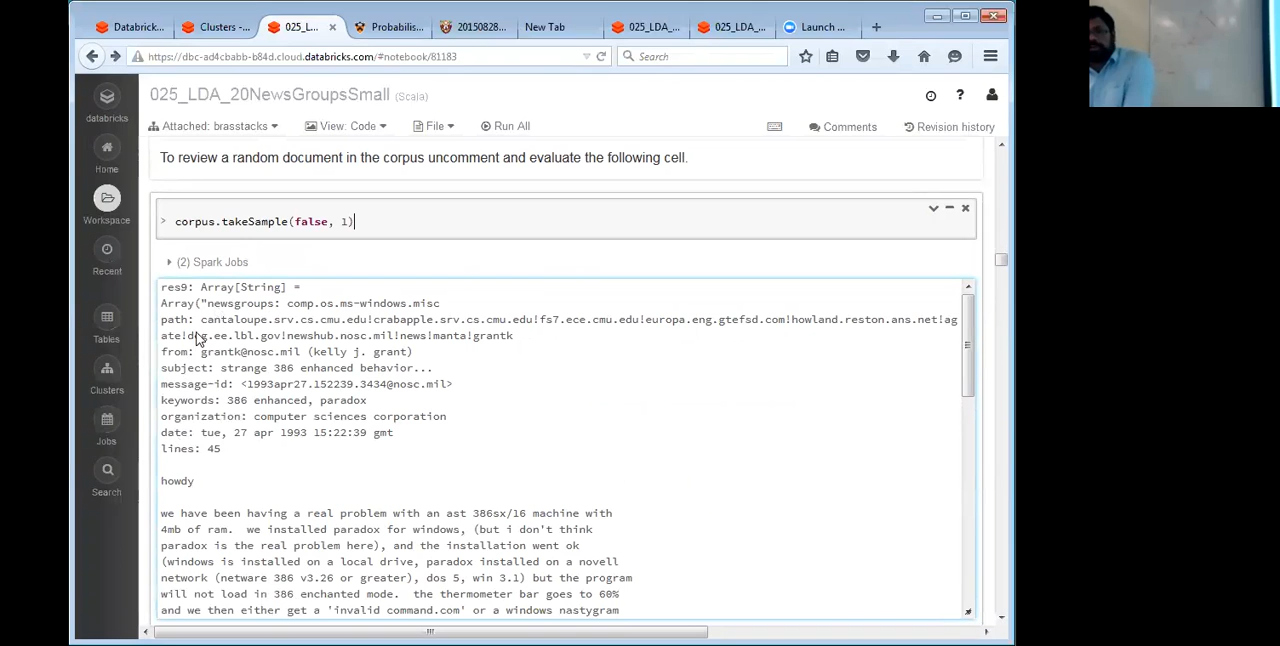 Databrick...
Clusters -...
025_L...
Probabilis...
20150828...
New Tab
025_LDA_...
025_LDA_...
Launch ...
https://dbc-ad4cbabb-b84d.cloud.databricks.com/#notebook/81183
Search
databricks
Home
Workspace
Recent
Tables
Clusters
Jobs
Search
025_LDA_20NewsGroupsSmall (Scala)
Attached: brasstacks
View: Code
File
Run All
Comments
Revision history
To review a random document in the corpus uncomment and evaluate the following cell.
> corpus.takeSample(false, 1)
(2) Spark Jobs
res9: Array[String] =
Array("newsgroups: comp.os.ms-windows.misc
path: cantaloupe.srv.cs.cmu.edu!crabapple.srv.cs.cmu.edu!fs7.ece.cmu.edu!europa.eng.gtefsd.com!howland.reston.ans.net!ag
ate!dog.ee.lbl.gov!newshub.nosc.mil!news!manta!grantk
from: grantk@nosc.mil (kelly j. grant)
subject: strange 386 enhanced behavior...
message-id: <1993apr27.152239.3434@nosc.mil>
keywords: 386 enhanced, paradox
organization: computer sciences corporation
date: tue, 27 apr 1993 15:22:39 gmt
lines: 45
howdy
we have been having a real problem with an ast 386sx/16 machine with
4mb of ram.  we installed paradox for windows, (but i don't think
paradox is the real problem here), and the installation went ok
(windows is installed on a local drive, paradox installed on a novell
network (netware 386 v3.26 or greater), dos 5, win 3.1) but the program
will not load in 386 enchanted mode.  the thermometer bar goes to 60%
and we then either get a 'invalid command.com' or a windows nastygram